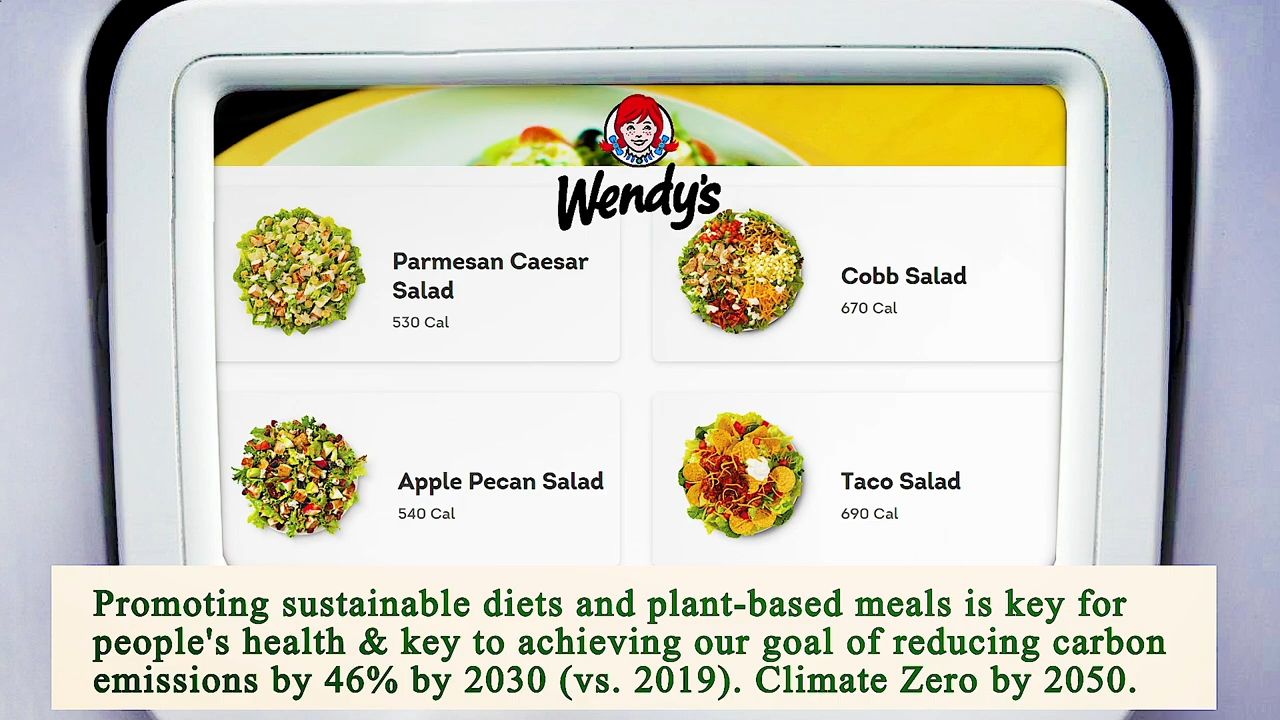 Wendy's
Parmesan Caesar
Salad
530 Cal
Cobb Salad
670 Cal
Apple Pecan Salad
540 Cal
Taco Salad
690 Cal
Promoting sustainable diets and plant-based meals is key for
people's health & key to achieving our goal of reducing carbon
emissions by 46% by 2030 (vs. 2019). Climate Zero by 2050.